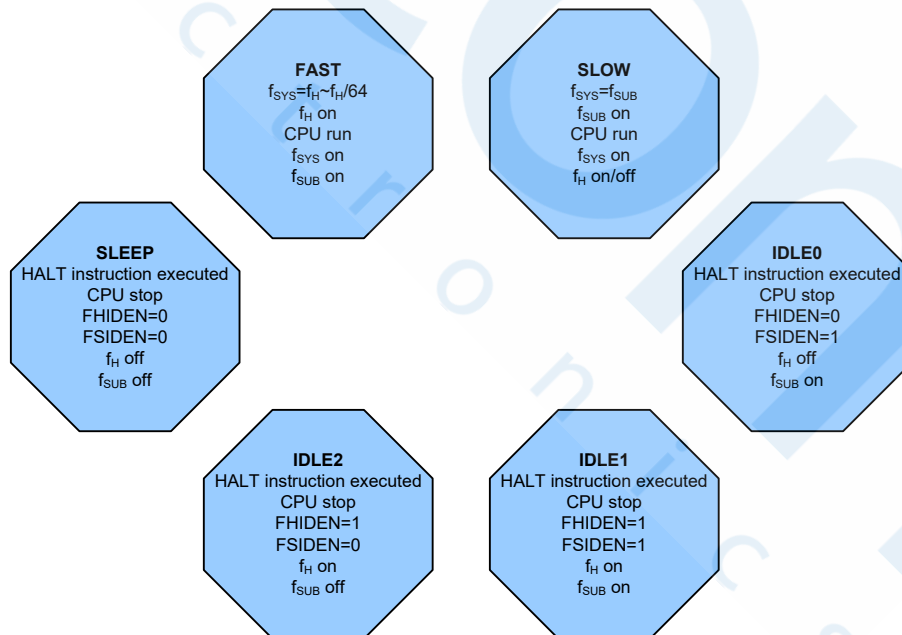 FAST
fSYS=fH~fH/64
fH on
CPU run
fSYS on
fSUB on
SLOW
fSYS=fSUB
fSUB on
CPU run
fSYS on
fH on/off
SLEEP
HALT instruction executed
CPU stop
FHIDEN=0
FSIDEN=0
fH off
fSUB off
IDLE0
HALT instruction executed
CPU stop
FHIDEN=0
FSIDEN=1
fH off
fSUB on
IDLE2
HALT instruction executed
CPU stop
FHIDEN=1
FSIDEN=0
fH on
fSUB off
IDLE1
HALT instruction executed
CPU stop
FHIDEN=1
FSIDEN=1
fH on
fSUB on